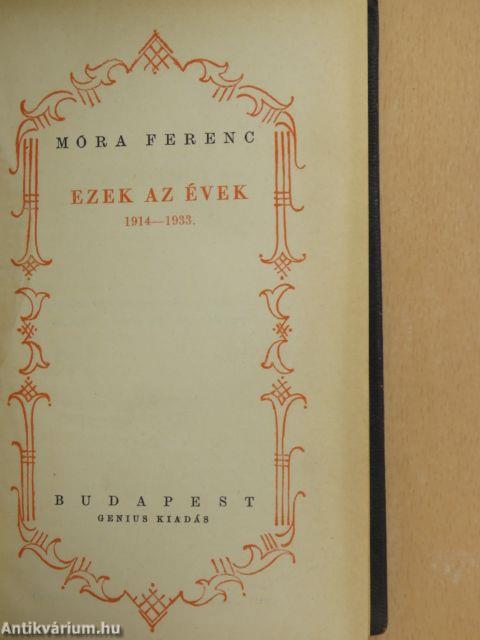 MÓRA FERENC
EZEK AZ ÉVEK
1914—1933.
BUDAPEST
GENIUS KIADÁS
Antikvárium.hu